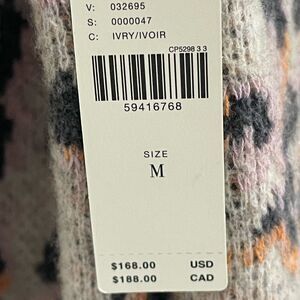 V: 032695
S: 0000047
C: IVRY/IVOIR
CP5298 3 3
59416768
SIZE
M
$168.00 USD
$188.00 CAD